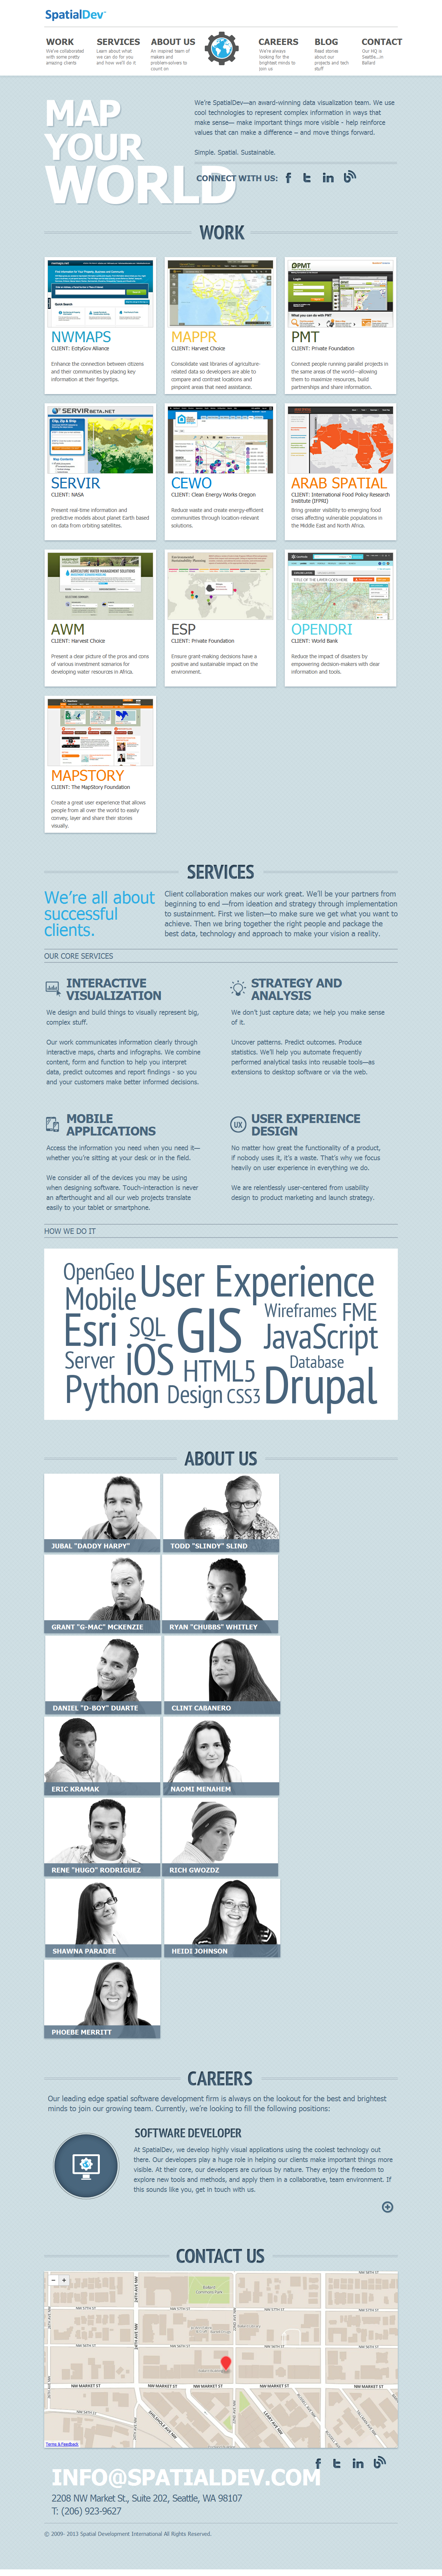 SpatialDev
WORK
We've collaborated
with some pretty
amazing clients
SERVICES
Learn about what
we can do for you,
and how we'll do it
ABOUT US
An inspired team of
makers and
problem-solvers to
count on
CAREERS
We're always
looking for the
brightest minds to
join us
BLOG
Read stories
about our
projects and tech
stuff
CONTACT
Our HQ is
Seattle...in
Ballard
MAP
YOUR
WORLD
We're SpatialDev—an award-winning data visualization team. We use
cool technologies to represent complex information in ways that
make sense— make important things more visible - help reinforce
values that can make a difference – and move things forward.
Simple. Spatial. Sustainable.
CONNECT WITH US:
WORK
NWMAPS
CLIENT: EcityGov Alliance
Enhance the connection between citizens
and their communities by placing key
information at their fingertips.
MAPPR
CLIENT: Harvest Choice
Consolidate vast libraries of agriculture-
related data so developers are able to
compare and contrast locations and
pinpoint areas that need assistance.
PMT
CLIENT: Private Foundation
Connect people running parallel projects in
the same areas of the world—allowing
them to maximize resources, build
partnerships and share information.
SERVIR
CLIENT: NASA
Present real-time information and
predictive models about planet Earth based
on data from orbiting satellites.
CEWO
CLIENT: Clean Energy Works Oregon
Reduce waste and create energy-efficient
communities through location-relevant
solutions.
ARAB SPATIAL
CLIENT: International Food Policy Research
Institute (IFPRI)
Bring greater visibility to emerging food
crises affecting vulnerable populations in
the Middle East and North Africa.
AWM
CLIENT: Harvest Choice
Present a clear picture of the pros and cons
of various investment scenarios for
developing water resources in Africa.
ESP
CLIENT: Private Foundation
Ensure grant-making decisions have a
positive and sustainable impact on the
environment.
OPENDRI
CLIENT: World Bank
Reduce the impact of disasters by
empowering decision-makers with clear
information and tools.
MAPSTORY
CLIENT: The MapStory Foundation
Create a great user experience that allows
people from all over the world to easily
convey, layer and share their stories
visually.
SERVICES
We're all about
successful
clients.
Client collaboration makes our work great. We'll be your partners from
beginning to end —from ideation and strategy through implementation
to sustainment. First we listen—to make sure we get what you want to
achieve. Then we bring together the right people and package the
best data, technology and approach to make your vision a reality.
OUR CORE SERVICES
INTERACTIVE
VISUALIZATION
We design and build things to visually represent big,
complex stuff.
Our work communicates information clearly through
interactive maps, charts and infographs. We combine
content, form and function to help you interpret
data, predict outcomes and report findings - so you
and your customers make better informed decisions.
STRATEGY AND
ANALYSIS
We don't just capture data; we help you make sense
of it.
Uncover patterns. Predict outcomes. Produce
statistics. We'll help you automate frequently
performed analytical tasks into reusable tools—as
extensions to desktop software or via the web.
MOBILE
APPLICATIONS
Access the information you need when you need it—
whether you're sitting at your desk or in the field.
We consider all of the devices you may be using
when designing software. Touch-interaction is never
an afterthought and all our web projects translate
easily to your tablet or smartphone.
UX
USER EXPERIENCE
DESIGN
No matter how great the functionality of a product,
if nobody uses it, it's a waste. That's why we focus
heavily on user experience in everything we do.
We are relentlessly user-centered from usability
design to product marketing and launch strategy.
HOW WE DO IT
OpenGeo
User Experience
Mobile
Wireframes FME
Esri
SQL
GIS
JavaScript
Server
iOS
HTML5
Database
Python
Design
CSS3
Drupal
ABOUT US
JUBAL "DADDY HARPY"
TODD "SLINDY" SLIND
GRANT "G-MAC" MCKENZIE
RYAN "CHUBBS" WHITLEY
DANIEL "D-BOY" DUARTE
CLINT CABANERO
ERIC KRAMAK
NAOMI MENAHEM
RENE "HUGO" RODRIGUEZ
RICH GWOZDZ
SHAWNA PARADEE
HEIDI JOHNSON
PHOEBE MERRITT
CAREERS
Our leading edge spatial software development firm is always on the lookout for the best and brightest
minds to join our growing team. Currently, we're looking to fill the following positions:
SOFTWARE DEVELOPER
At SpatialDev, we develop highly visual applications using the coolest technology out
there. Our developers play a huge role in helping our clients make important things more
visible. At their core, our developers are curious by nature. They enjoy the freedom to
explore new tools and methods, and apply them in a collaborative, team environment. If
this sounds like you, get in touch with us.
CONTACT US
NW MARKET ST
Terms & Feedback
INFO@SPATIALDEV.COM
2208 NW Market St., Suite 202, Seattle, WA 98107
T: (206) 923-9627
© 2009- 2013 Spatial Development International All Rights Reserved.